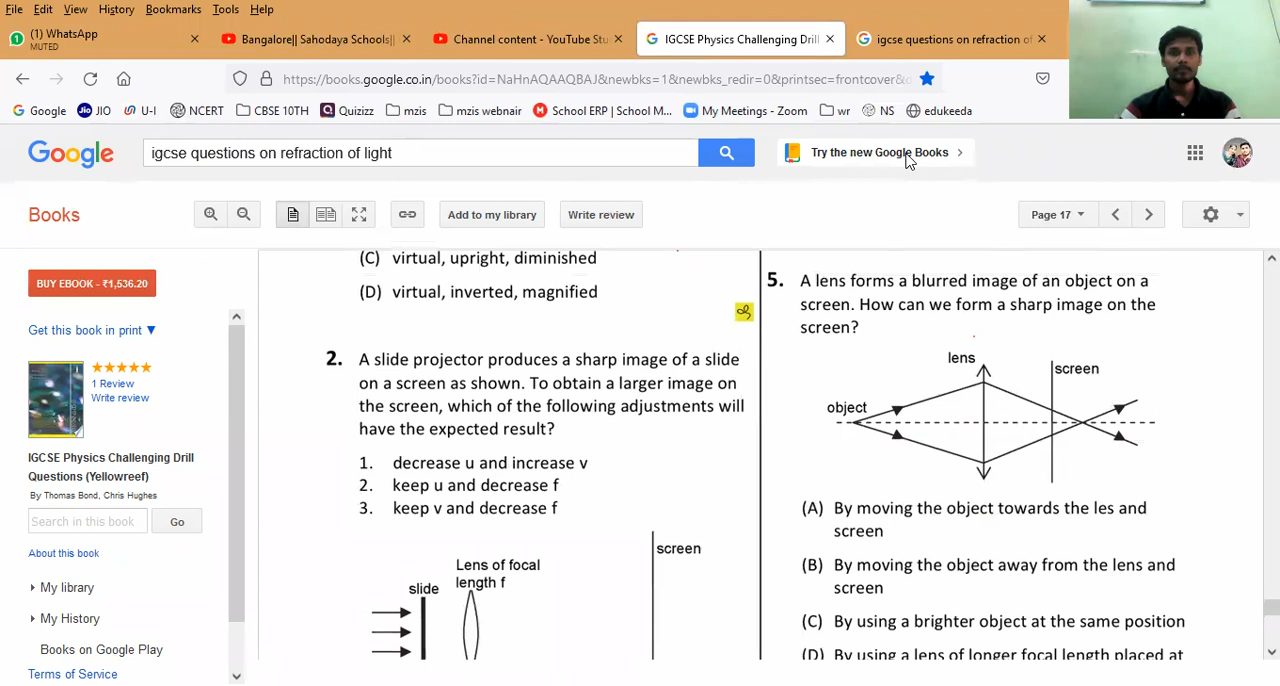 File Edit View History Bookmarks Tools Help
1 (1) WhatsApp
MUTED
Bangalore|| Sahodaya Schools||
Channel content - YouTube Stu
IGCSE Physics Challenging Drill
igcse questions on refraction of
https://books.google.co.in/books?id=NaHnAQAAQBAJ&newbks=1&newbks_redir=0&printsec=frontcover&
Google JIO U-I NCERT CBSE 10TH Quizizz mzis mzis webnair School ERP | School M... My Meetings - Zoom wr NS edukeeda
Google
igcse questions on refraction of light
Try the new Google Books
Books
Add to my library
Write review
Page 17
BUY EBOOK - ₹1,536.20
Get this book in print ▼
1 Review
Write review
IGCSE Physics Challenging Drill
Questions (Yellowreef)
By Thomas Bond, Chris Hughes
Search in this book
Go
About this book
My library
My History
Books on Google Play
Terms of Service
(C) virtual, upright, diminished
(D) virtual, inverted, magnified
2. A slide projector produces a sharp image of a slide
on a screen as shown. To obtain a larger image on
the screen, which of the following adjustments will
have the expected result?
1. decrease u and increase v
2. keep u and decrease f
3. keep v and decrease f
screen
Lens of focal
length f
slide
5. A lens forms a blurred image of an object on a
screen. How can we form a sharp image on the
screen?
lens
screen
object
(A) By moving the object towards the les and
screen
(B) By moving the object away from the lens and
screen
(C) By using a brighter object at the same position
(D) By using a lens of longer focal length placed at